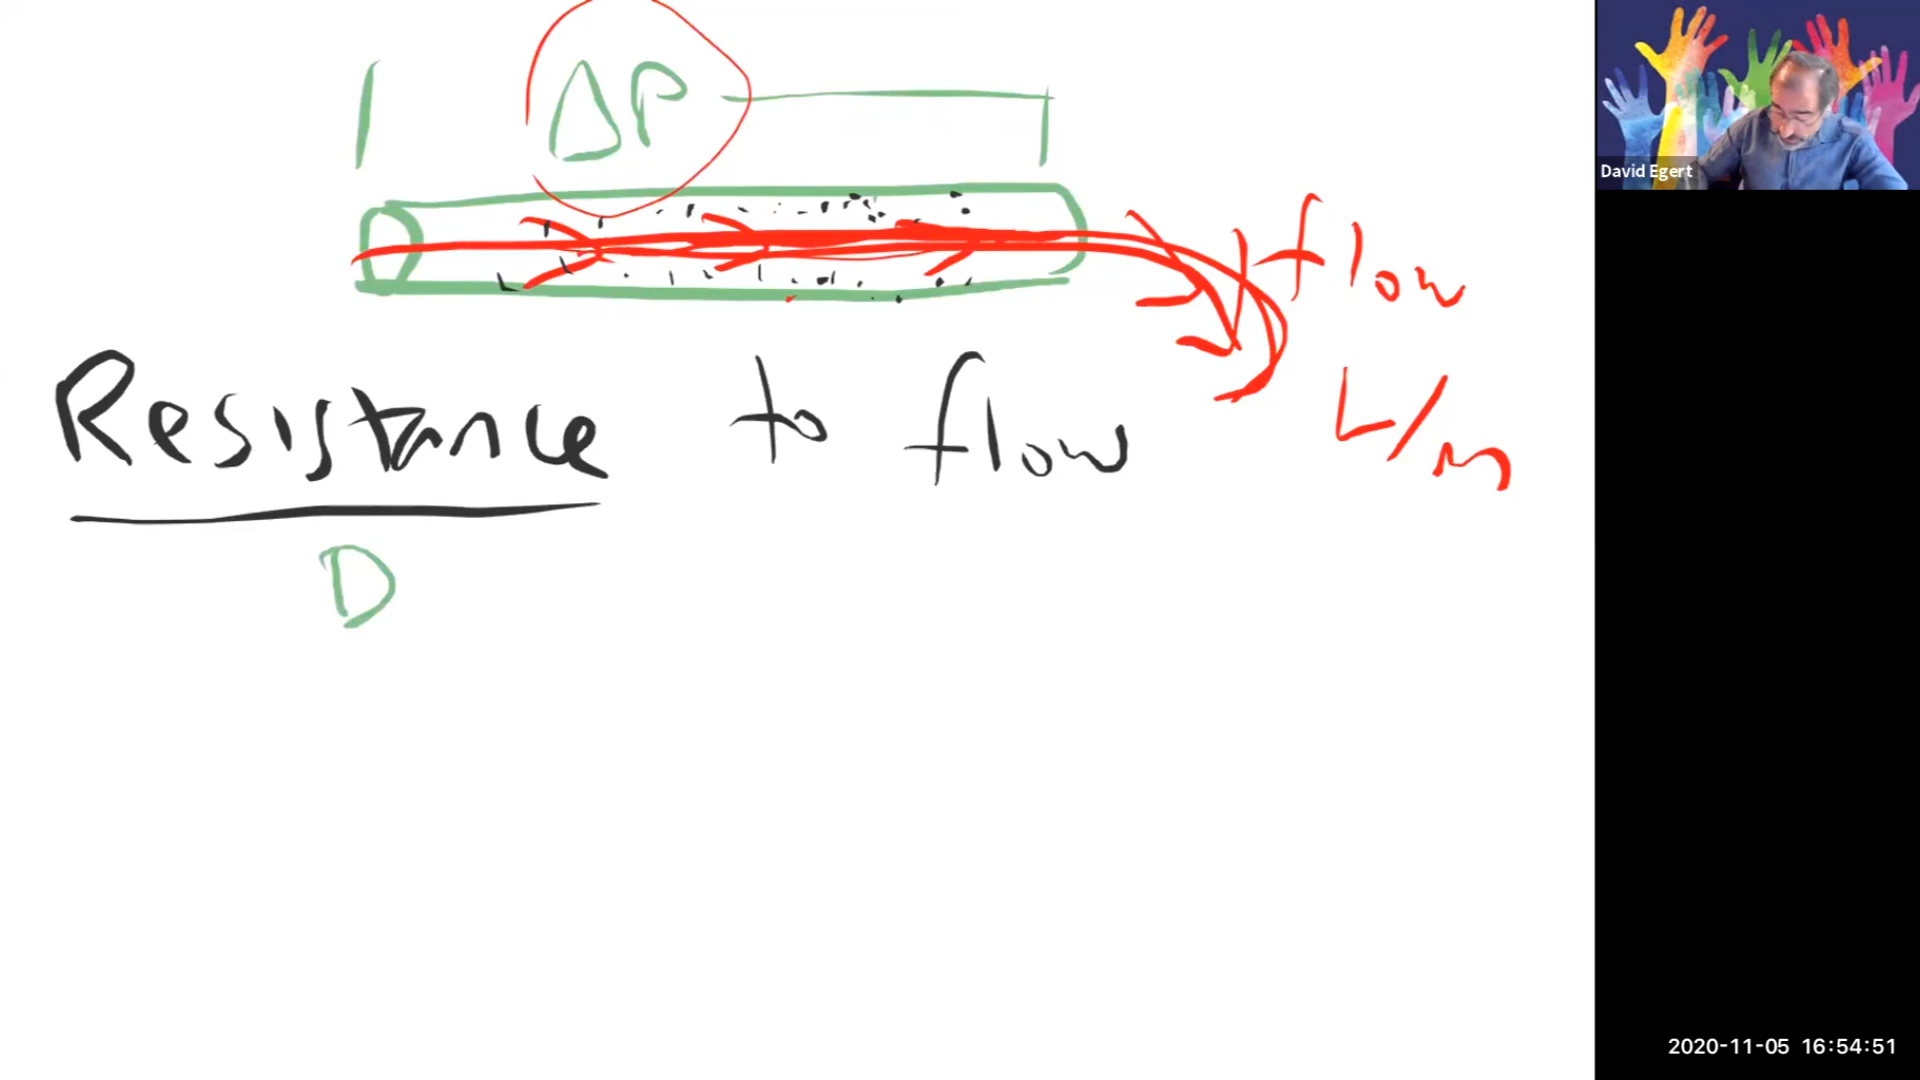 ΔP
David Egert
flow
Resistance to flow
L/m
D
2020-11-05 16:54:51